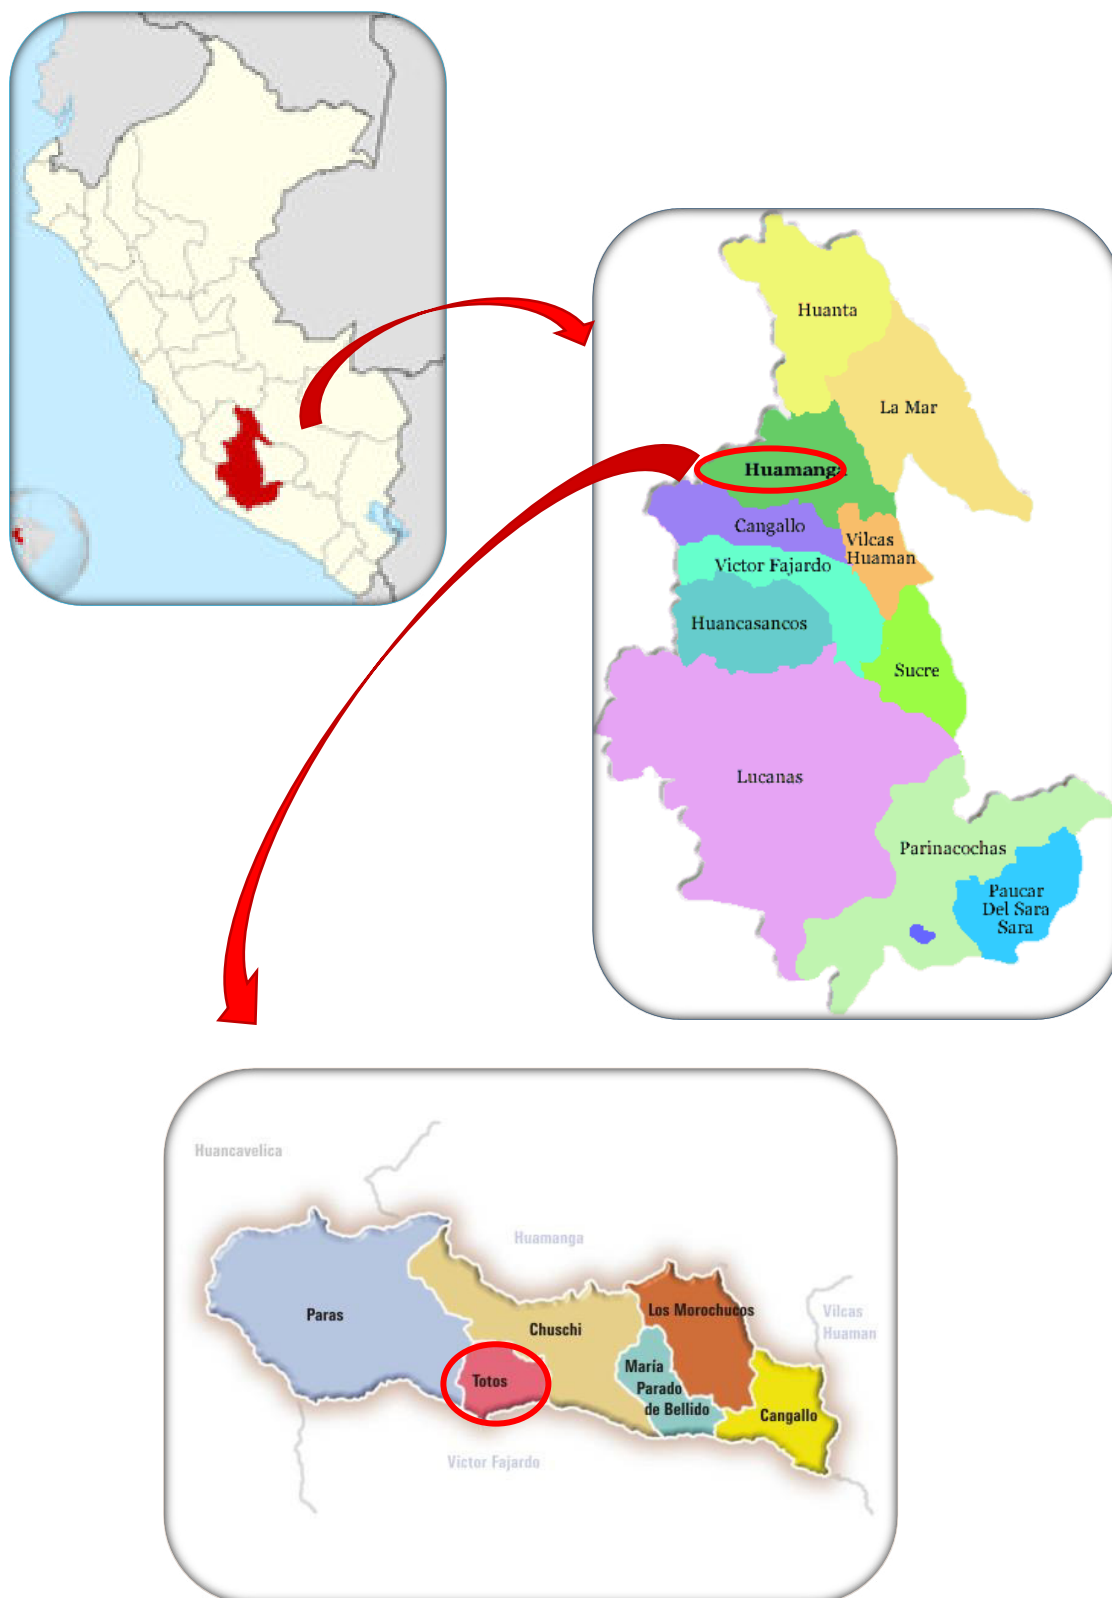 Huanta
La Mar
Huamanga
Cangallo
Vilcas
Huaman
Victor Fajardo
Huancasancos
Sucre
Lucanas
Parinacochas
Paucar
Del Sara
Sara
Huancavelica
Huamanga
Paras
Chuschi
Los Morochucos
Vilcas
Huaman
Totos
María
Parado
de Bellido
Cangallo
Victor Fajardo